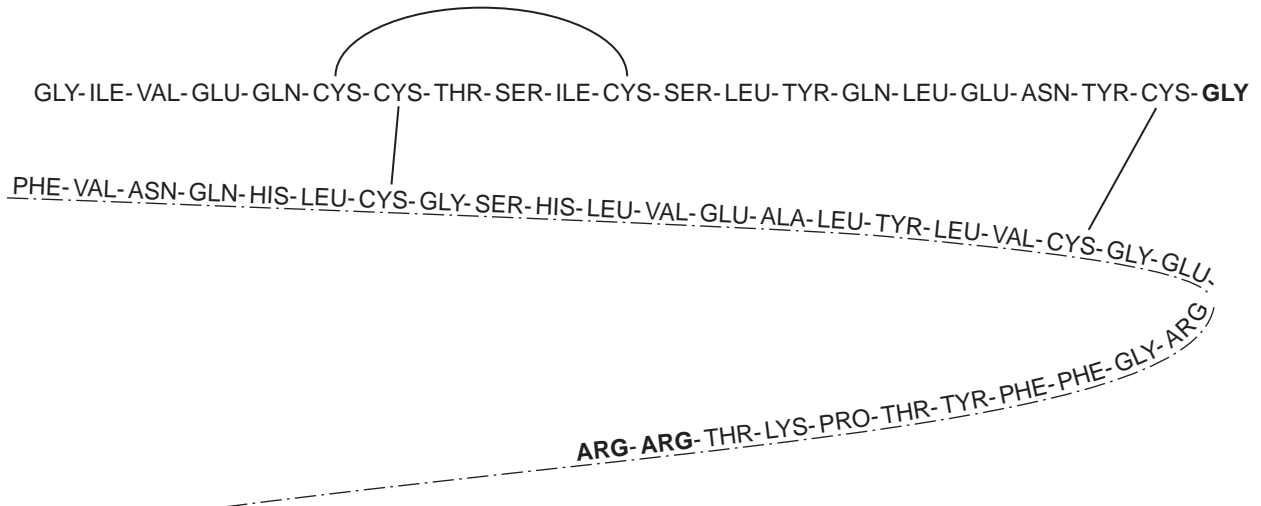 GLY-ILE-VAL-GLU-GLN-CYS-CYS-THR-SER-ILE-CYS-SER-LEU-TYR-GLN-LEU-GLU-ASN-TYR-CYS-GLY
PHE-VAL-ASN-GLN-HIS-LEU-CYS-GLY-SER-HIS-LEU-VAL-GLU-ALA-LEU-TYR-LEU-VAL-CYS-GLY-GLU-
ARG-ARG-THR-LYS-PRO-THR-TYR-PHE-PHE-GLY-ARG